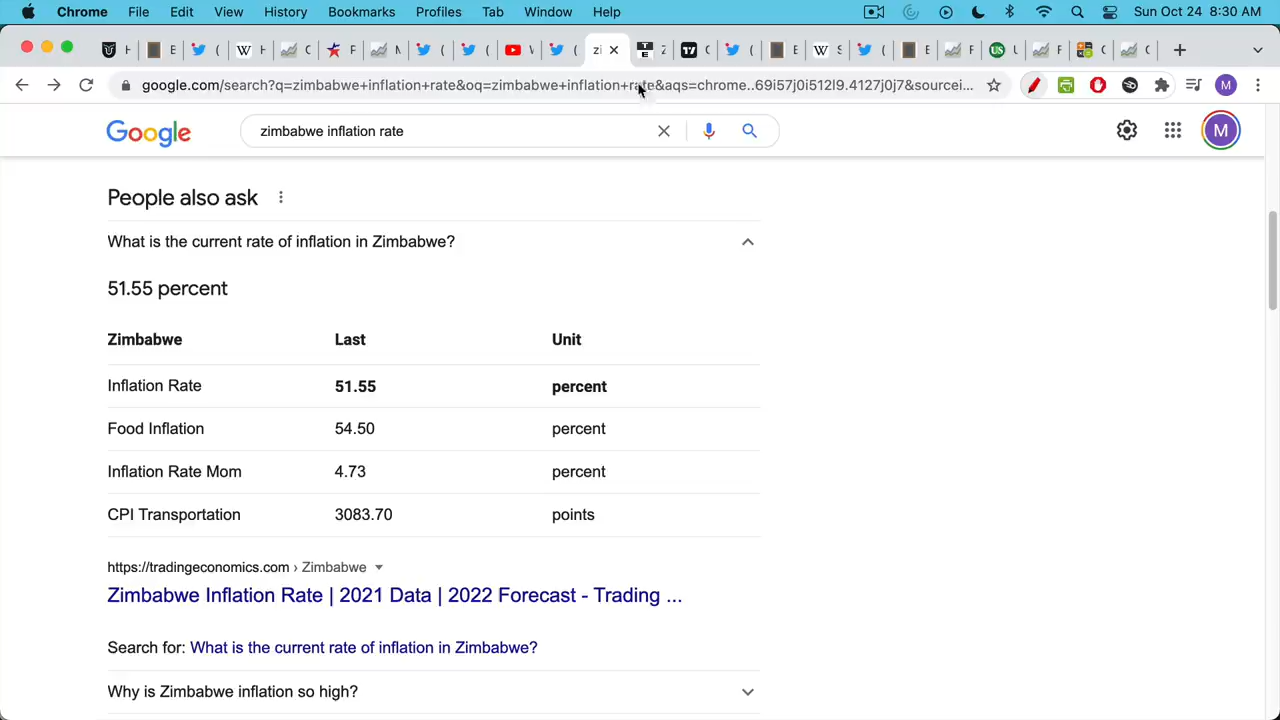 Chrome File Edit View History Bookmarks Profiles Tab Window Help Sun Oct 24 8:30 AM
google.com/search?q=zimbabwe+inflation+rate&oq=zimbabwe+inflation+rate&aqs=chrome..69i57j0i512l9.4127j0j7&sourcei... M
Google zimbabwe inflation rate M
People also ask
What is the current rate of inflation in Zimbabwe?
51.55 percent
Zimbabwe Last Unit
Inflation Rate 51.55 percent
Food Inflation 54.50 percent
Inflation Rate Mom 4.73 percent
CPI Transportation 3083.70 points
https://tradingeconomics.com › Zimbabwe
Zimbabwe Inflation Rate | 2021 Data | 2022 Forecast - Trading ...
Search for: What is the current rate of inflation in Zimbabwe?
Why is Zimbabwe inflation so high?